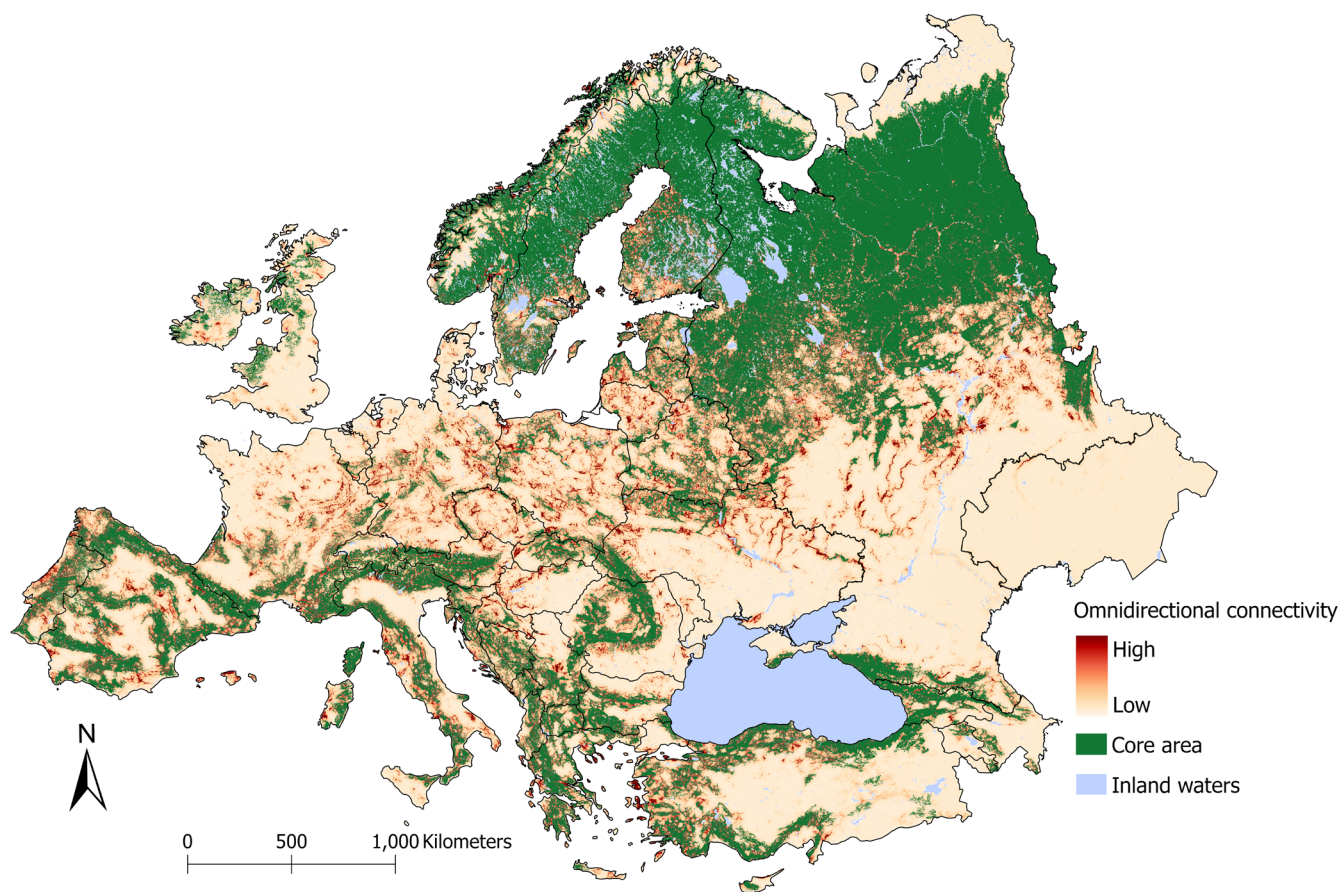 Omnidirectional connectivity
High
Low
Core area
Inland waters
N
0 500 1,000 Kilometers